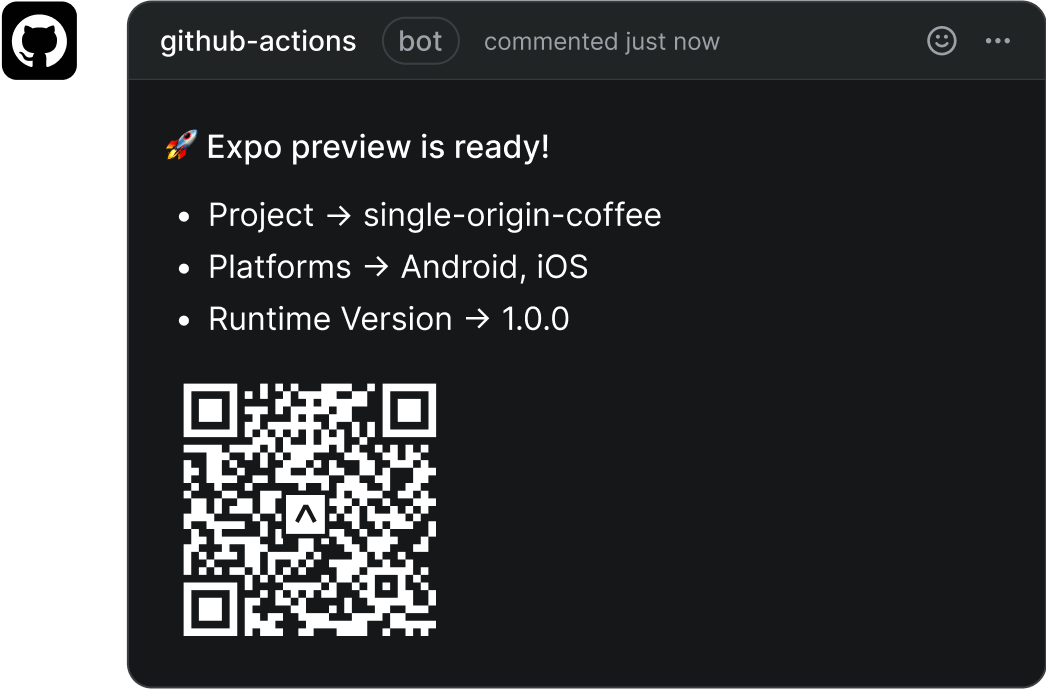 github-actions bot commented just now
🚀 Expo preview is ready!
• Project → single-origin-coffee
• Platforms → Android, iOS
• Runtime Version → 1.0.0